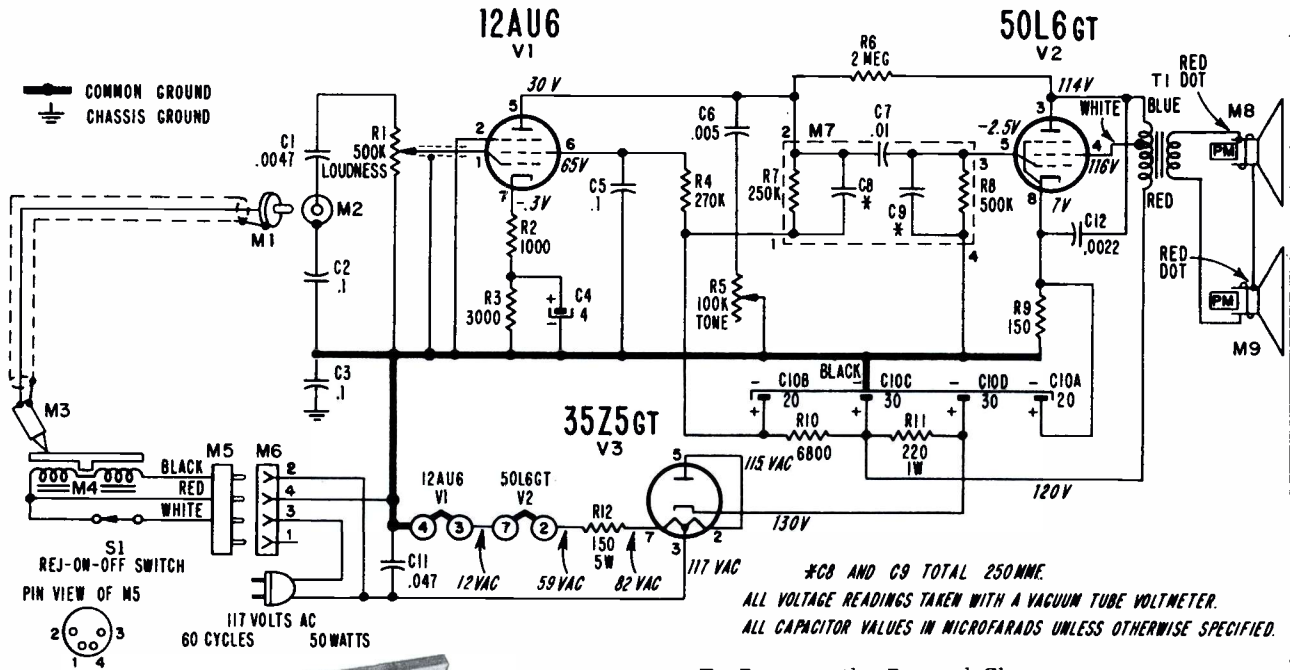 12AU6
V1
50L6GT
V2
COMMON GROUND
CHASSIS GROUND
C1
.0047
R1
500K
LOUDNESS
M1
M2
C2
.1
C3
.1
30V
5
2
1
6
65V
7
-.3V
R2
1000
R3
3000
+
-
C4
4
C5
.1
R4
270K
C6
.005
R5
100K
TONE
R6
2 MEG
2
M7
C7
.01
R7
250K
C8
*
C9
*
1
3
R8
500K
4
114V
3
-2.5V
5
4
116V
WHITE
8
7V
C12
.0022
R9
150
T1
RED
DOT
BLUE
RED
M8
PM
RED
DOT
PM
M9
BLACK
-
C10B
20
+
-
C10C
30
+
-
C10D
30
+
-
C10A
20
+
R10
6800
R11
220
1W
120V
M3
M4
BLACK
RED
WHITE
M5
M6
2
4
3
1
S1
REJ-ON-OFF SWITCH
PIN VIEW OF M5
2
3
1 4
117 VOLTS AC
60 CYCLES 50 WATTS
C11
.047
12AU6
V1
4
3
12VAC
50L6GT
V2
7
2
59 VAC
R12
150
5W
82 VAC
35Z5GT
V3
5
7
3
2
115 VAC
130V
117 VAC
*C8 AND C9 TOTAL 250MMF.
ALL VOLTAGE READINGS TAKEN WITH A VACUUM TUBE VOLTMETER.
ALL CAPACITOR VALUES IN MICROFARADS UNLESS OTHERWISE SPECIFIED.